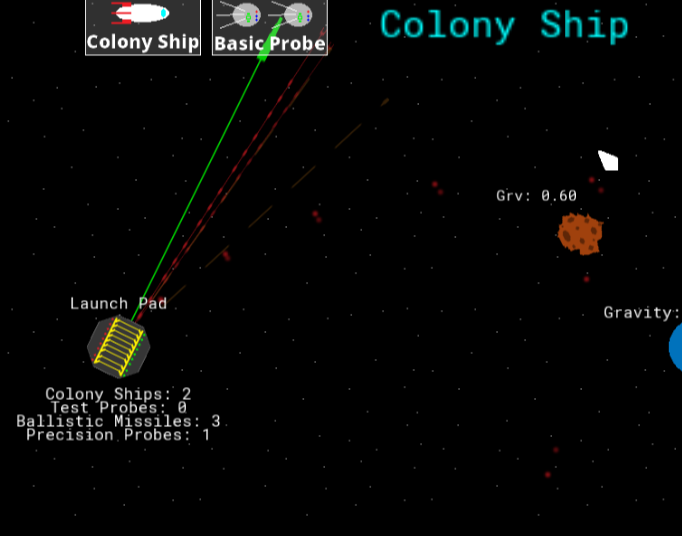 Colony Ship
Basic Probe
Colony Ship
Grv: 0.60
Launch Pad
Gravity:
Colony Ships: 2
Test Probes: 0
Ballistic Missiles: 3
Precision Probes: 1